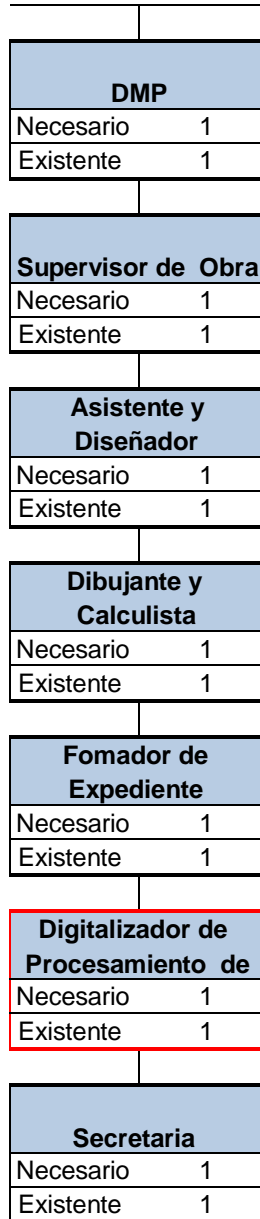 DMP
Necesario 1
Existente 1
Supervisor de Obra
Necesario 1
Existente 1
Asistente y
Diseñador
Necesario 1
Existente 1
Dibujante y
Calculista
Necesario 1
Existente 1
Fomador de
Expediente
Necesario 1
Existente 1
Digitalizador de
Procesamiento de
Necesario 1
Existente 1
Secretaria
Necesario 1
Existente 1